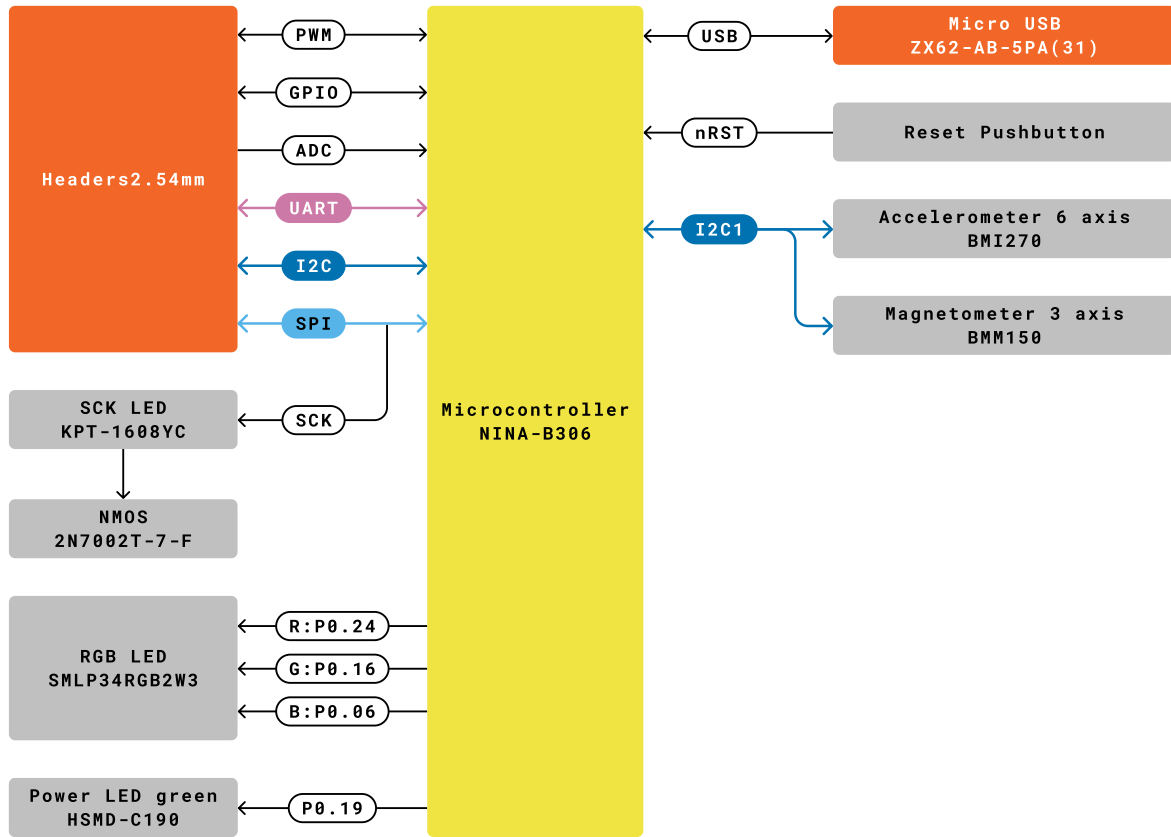 Headers2.54mm
PWM
GPIO
ADC
UART
I2C
SPI
SCK LED
KPT-1608YC
SCK
NMOS
2N7002T-7-F
RGB LED
SMLP34RGB2W3
R:P0.24
G:P0.16
B:P0.06
Power LED green
HSMD-C190
P0.19
Microcontroller
NINA-B306
USB
Micro USB
ZX62-AB-5PA(31)
nRST
Reset Pushbutton
I2C1
Accelerometer 6 axis
BMI270
Magnetometer 3 axis
BMM150